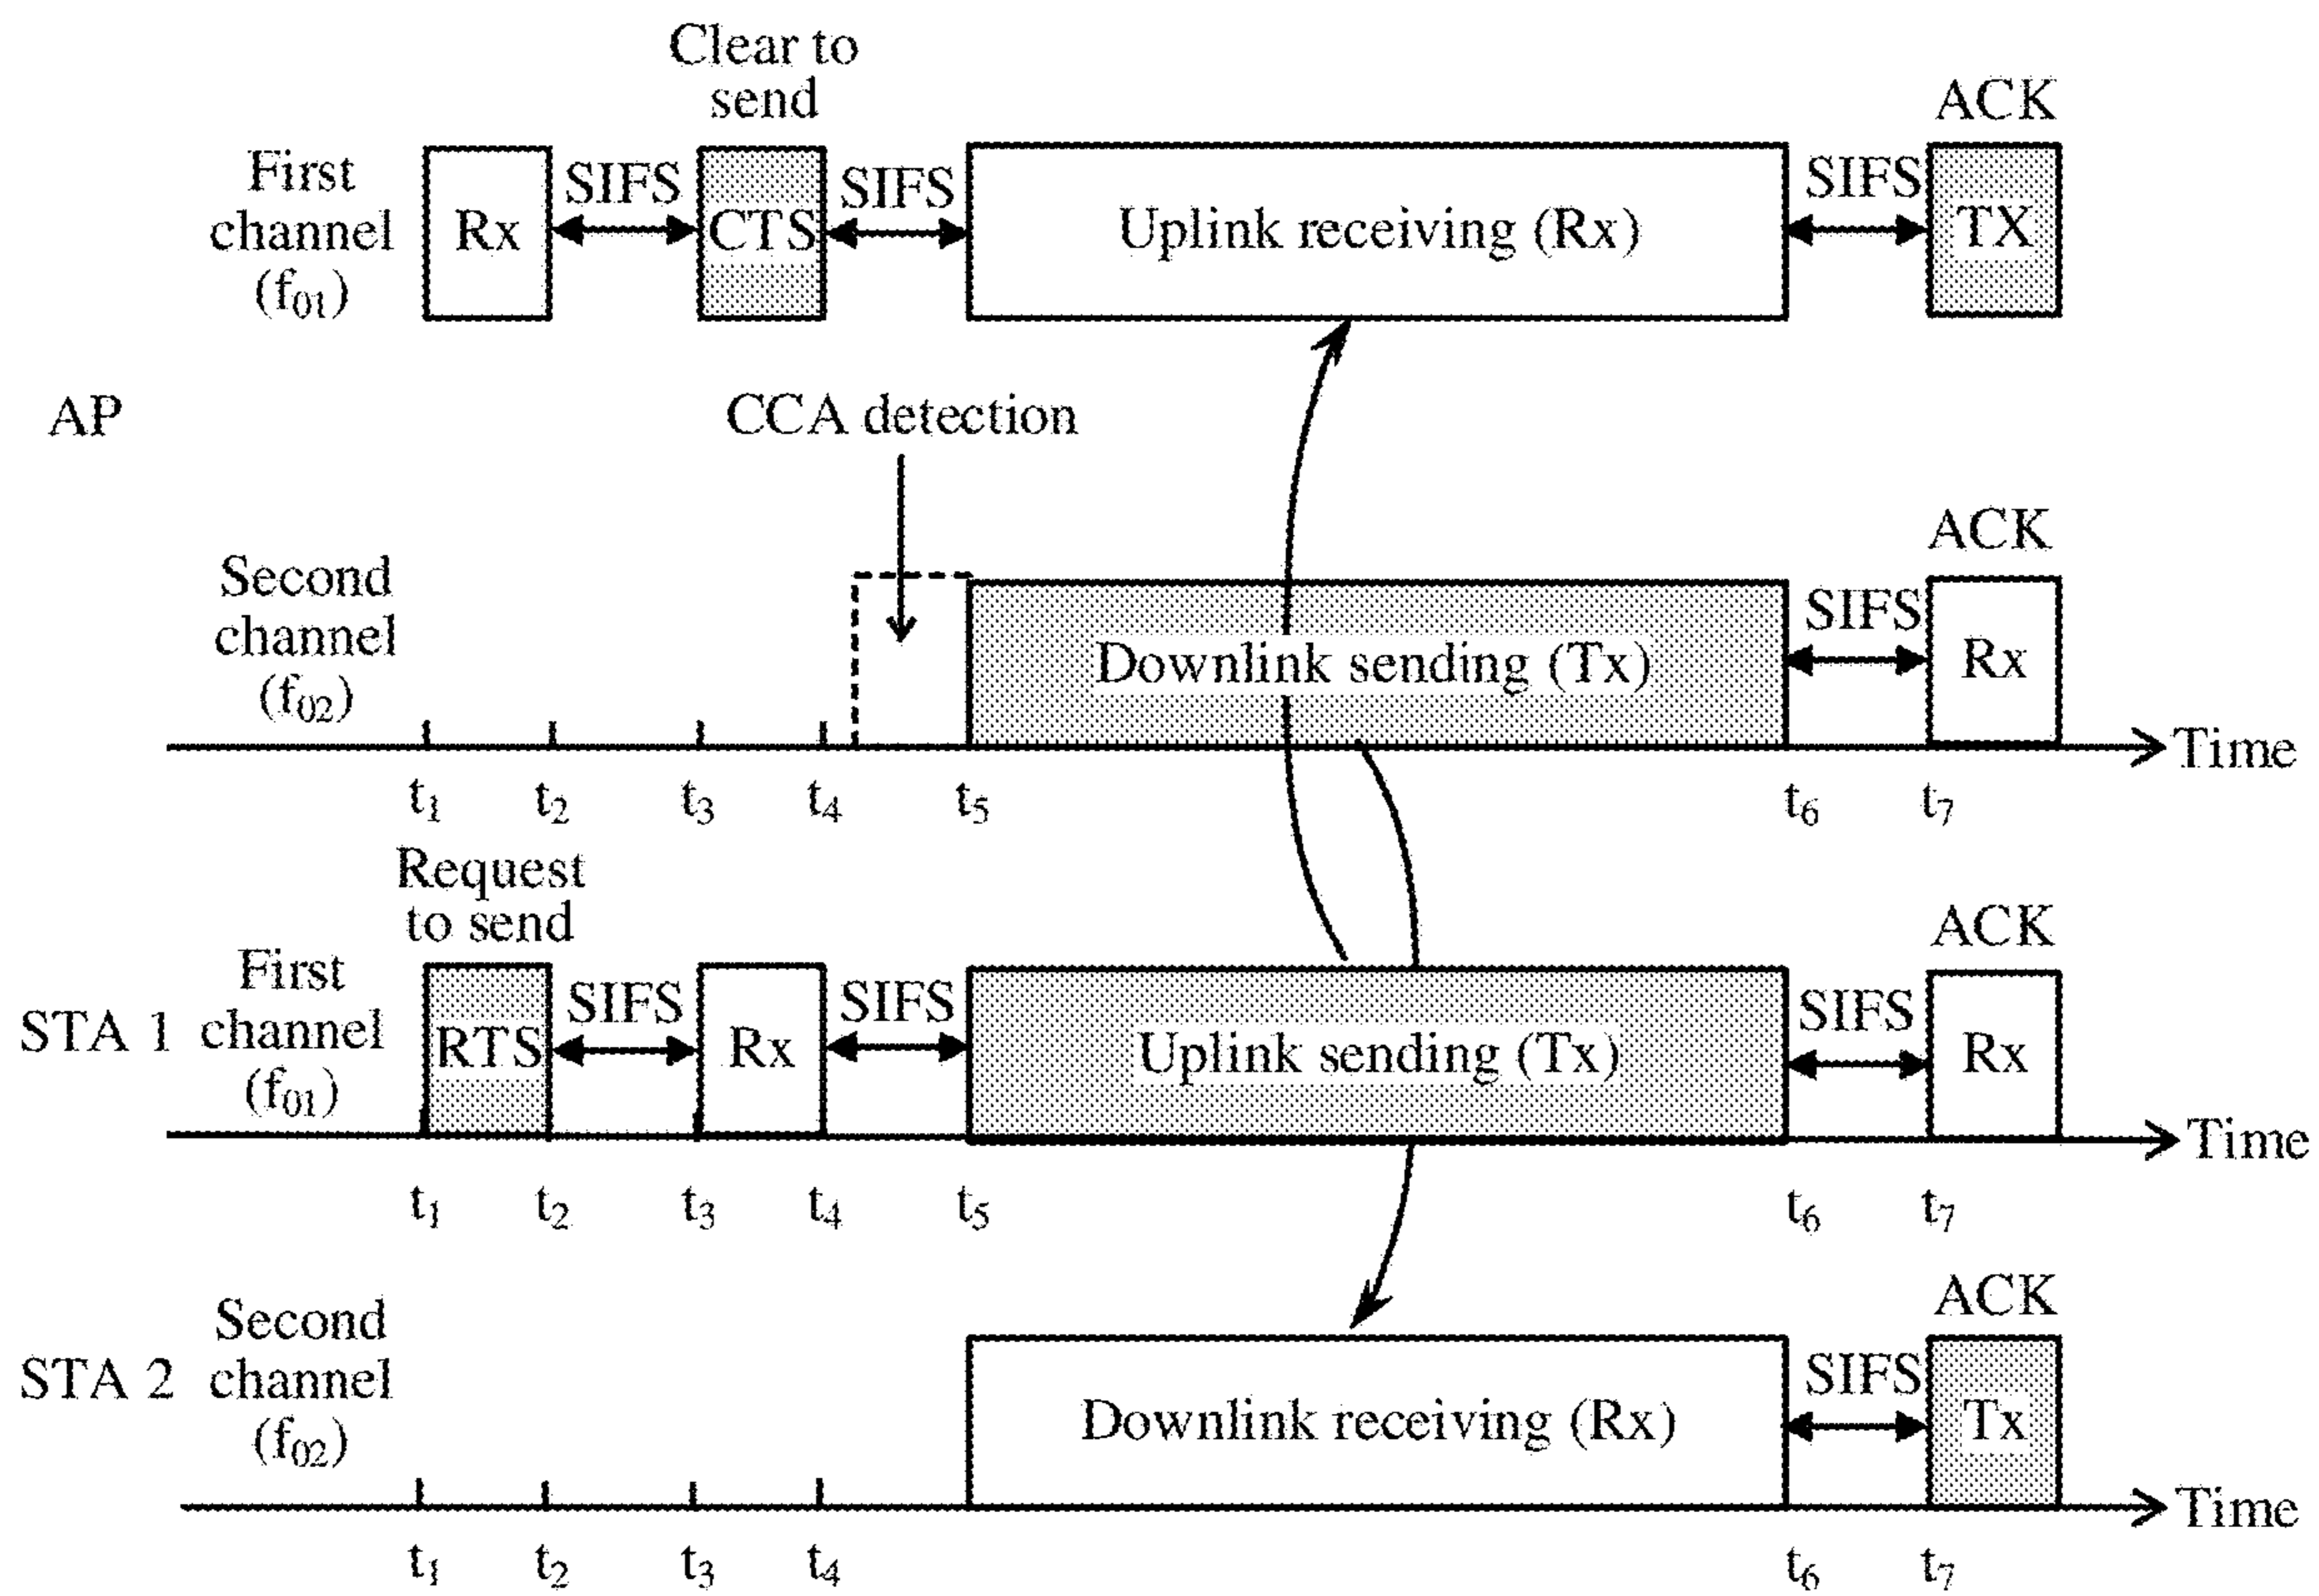 Clear to
send
ACK
First
channel
(f01)
Rx
SIFS
CTS
SIFS
Uplink receiving (Rx)
SIFS
TX
AP
CCA detection
ACK
Second
channel
(f02)
Downlink sending (Tx)
SIFS
Rx
Time
t1 t2 t3 t4 t5 t6 t7
Request
to send
ACK
STA 1
First
channel
(f01)
RTS
SIFS
Rx
SIFS
Uplink sending (Tx)
SIFS
Rx
Time
t1 t2 t3 t4 t5 t6 t7
ACK
STA 2
Second
channel
(f02)
Downlink receiving (Rx)
SIFS
Tx
Time
t1 t2 t3 t4 t6 t7